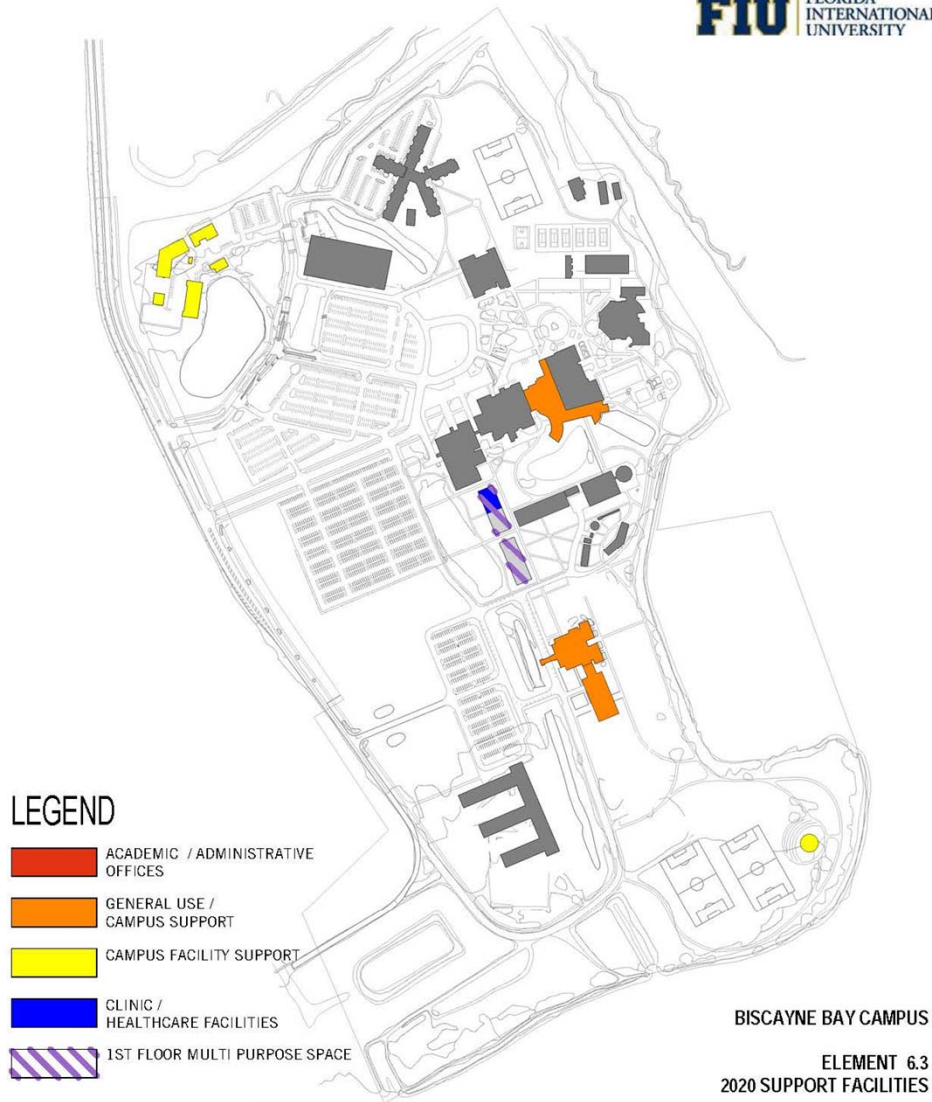 FIU
FLORIDA
INTERNATIONAL
UNIVERSITY
LEGEND
ACADEMIC / ADMINISTRATIVE
OFFICES
GENERAL USE /
CAMPUS SUPPORT
CAMPUS FACILITY SUPPORT
CLINIC /
HEALTHCARE FACILITIES
1ST FLOOR MULTI PURPOSE SPACE
BISCAYNE BAY CAMPUS
ELEMENT 6.3
2020 SUPPORT FACILITIES